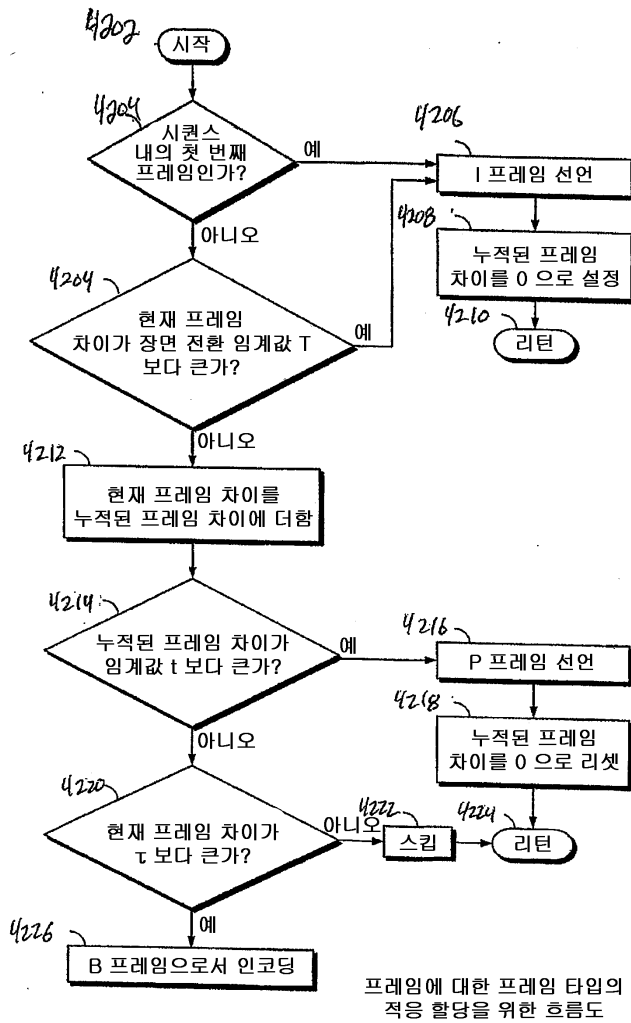 4202
시작
4204
시퀀스
내의 첫 번째
프레임인가?
예
4206
I 프레임 선언
아니오
4208
누적된 프레임
차이를 0 으로 설정
4204
현재 프레임
차이가 장면 전환 임계값 T
보다 큰가?
예
4210
리턴
아니오
4212
현재 프레임 차이를
누적된 프레임 차이에 더함
4214
누적된 프레임 차이가
임계값 t 보다 큰가?
예
4216
P 프레임 선언
아니오
4218
누적된 프레임
차이를 0 으로 리셋
4220
현재 프레임 차이가
τ 보다 큰가?
아니오
4222
스킵
4224
리턴
예
4226
B 프레임으로서 인코딩
프레임에 대한 프레임 타입의
적응 할당을 위한 흐름도